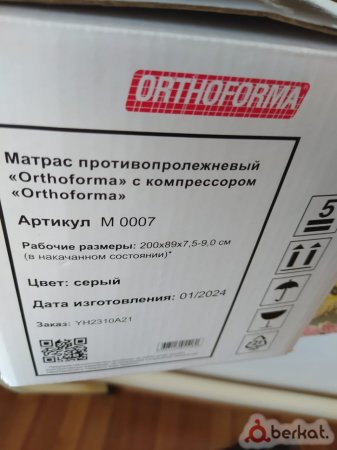 ORTHOFORMA
Матрас противопролежневый
«Orthoforma» с компрессором
«Orthoforma»
Артикул М 0007
Рабочие размеры: 200х89х7,5-9,0 см
(в накачанном состоянии)*
Цвет: серый
Дата изготовления: 01/2024
Заказ: YH2310A21
5
berkat.